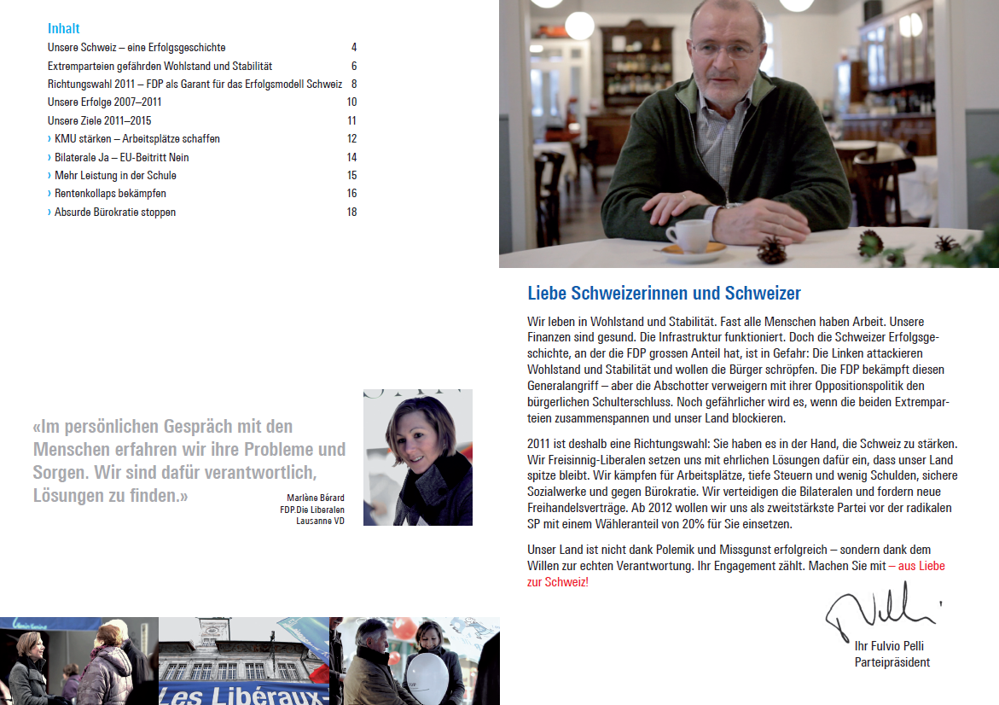 Inhalt
Unsere Schweiz – eine Erfolgsgeschichte 4
Extremparteien gefährden Wohlstand und Stabilität 6
Richtungswahl 2011 – FDP als Garant für das Erfolgsmodell Schweiz 8
Unsere Erfolge 2007–2011 10
Unsere Ziele 2011–2015 11
› KMU stärken – Arbeitsplätze schaffen 12
› Bilaterale Ja – EU-Beitritt Nein 14
› Mehr Leistung in der Schule 15
› Rentenkollaps bekämpfen 16
› Absurde Bürokratie stoppen 18
«Im persönlichen Gespräch mit den
Menschen erfahren wir ihre Probleme und
Sorgen. Wir sind dafür verantwortlich,
Lösungen zu finden.»
Marlène Bérard
FDP.Die Liberalen
Lausanne VD
Les Libéraux-
Liebe Schweizerinnen und Schweizer
Wir leben in Wohlstand und Stabilität. Fast alle Menschen haben Arbeit. Unsere
Finanzen sind gesund. Die Infrastruktur funktioniert. Doch die Schweizer Erfolgsge-
schichte, an der die FDP grossen Anteil hat, ist in Gefahr: Die Linken attackieren
Wohlstand und Stabilität und wollen die Bürger schröpfen. Die FDP bekämpft diesen
Generalangriff – aber die Abschotter verweigern mit ihrer Oppositionspolitik den
bürgerlichen Schulterschluss. Noch gefährlicher wird es, wenn die beiden Extrempar-
teien zusammenspannen und unser Land blockieren.
2011 ist deshalb eine Richtungswahl: Sie haben es in der Hand, die Schweiz zu stärken.
Wir Freisinnig-Liberalen setzen uns mit ehrlichen Lösungen dafür ein, dass unser Land
spitze bleibt. Wir kämpfen für Arbeitsplätze, tiefe Steuern und wenig Schulden, sichere
Sozialwerke und gegen Bürokratie. Wir verteidigen die Bilateralen und fordern neue
Freihandelsverträge. Ab 2012 wollen wir uns als zweitstärkste Partei vor der radikalen
SP mit einem Wähleranteil von 20% für Sie einsetzen.
Unser Land ist nicht dank Polemik und Missgunst erfolgreich – sondern dank dem
Willen zur echten Verantwortung. Ihr Engagement zählt. Machen Sie mit – aus Liebe
zur Schweiz!
Ihr Fulvio Pelli
Parteipräsident